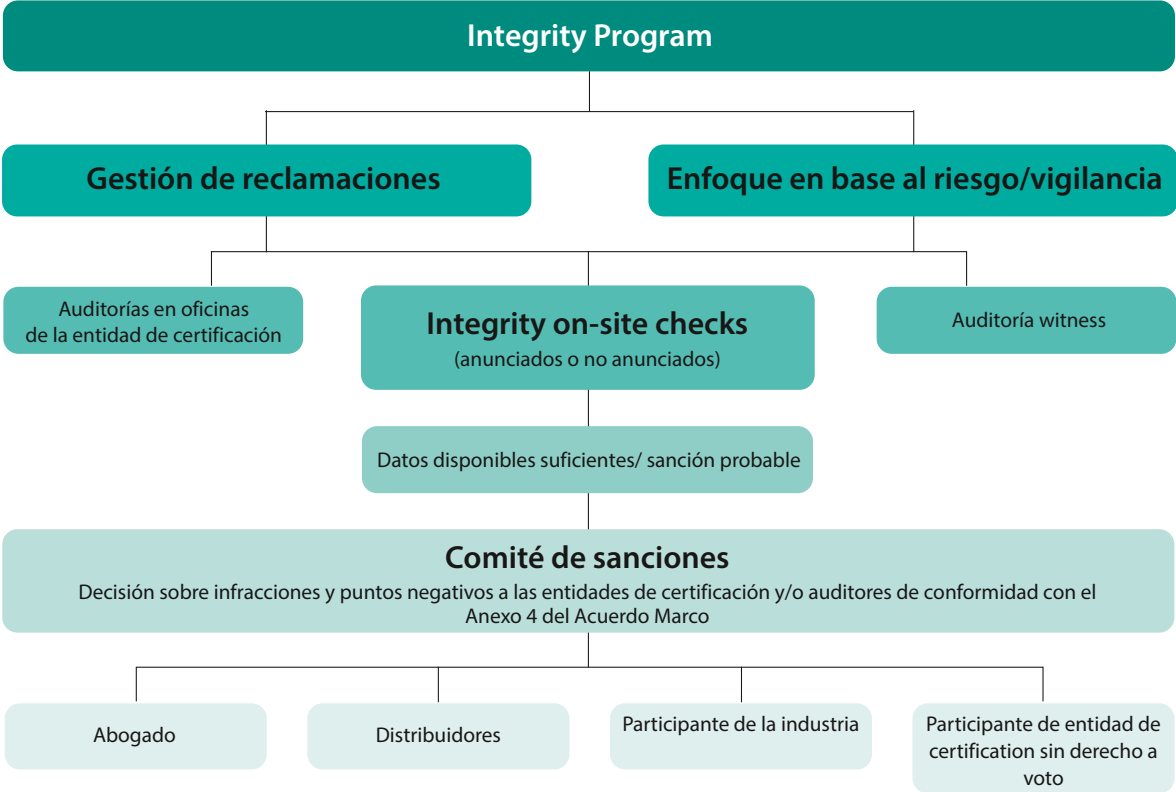 Integrity Program
Gestión de reclamaciones
Enfoque en base al riesgo/vigilancia
Auditorías en oficinas
de la entidad de certificación
Integrity on-site checks
(anunciados o no anunciados)
Auditoría witness
Datos disponibles suficientes/ sanción probable
Comité de sanciones
Decisión sobre infracciones y puntos negativos a las entidades de certificación y/o auditores de conformidad con el
Anexo 4 del Acuerdo Marco
Abogado
Distribuidores
Participante de la industria
Participante de entidad de
certification sin derecho a
voto